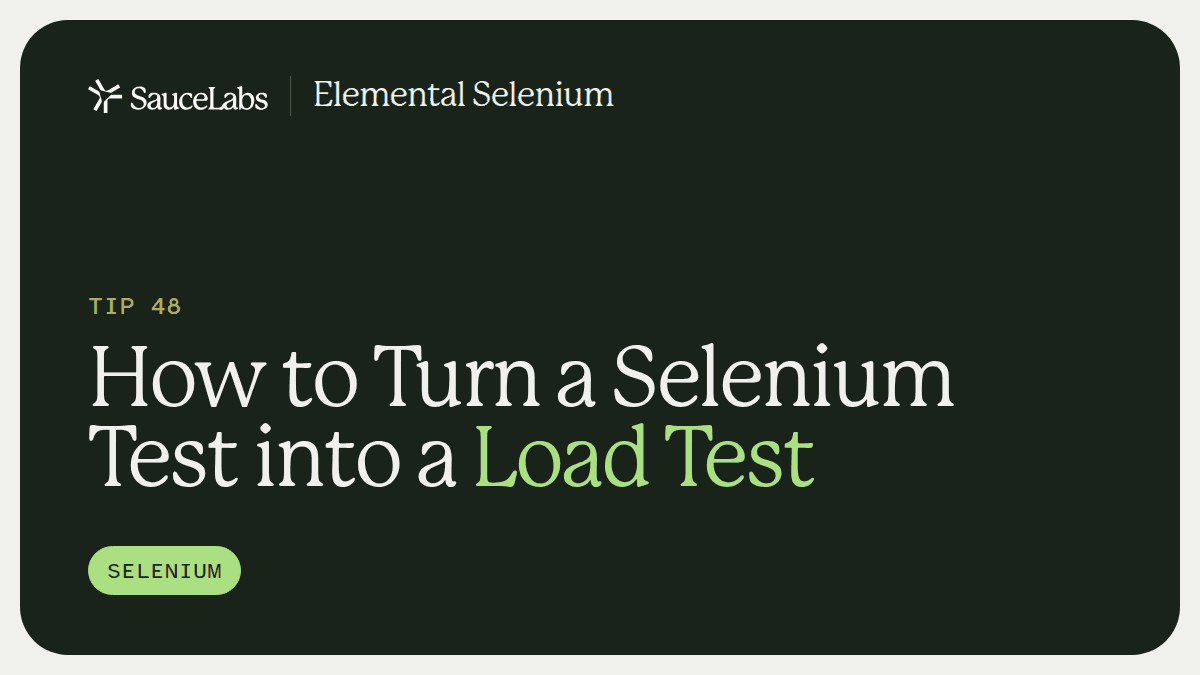 SauceLabs Elemental Selenium
TIP 48
How to Turn a Selenium
Test into a Load Test
SELENIUM